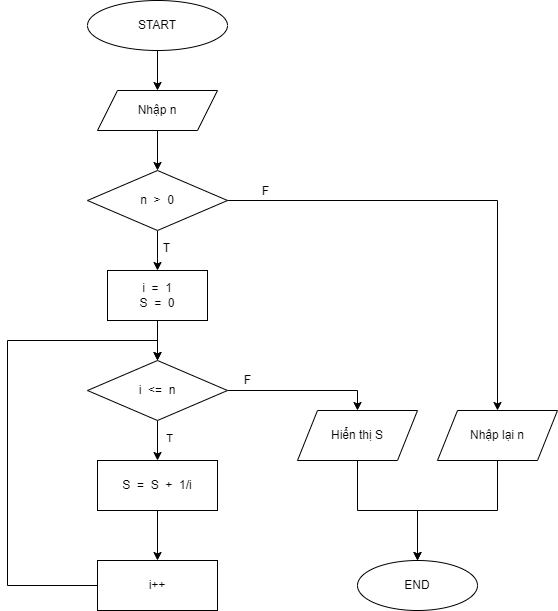 START
Nhập n
n > 0
F
T
i = 1
S = 0
i <= n
F
T
Hiển thị S
Nhập lại n
S = S + 1/i
i++
END